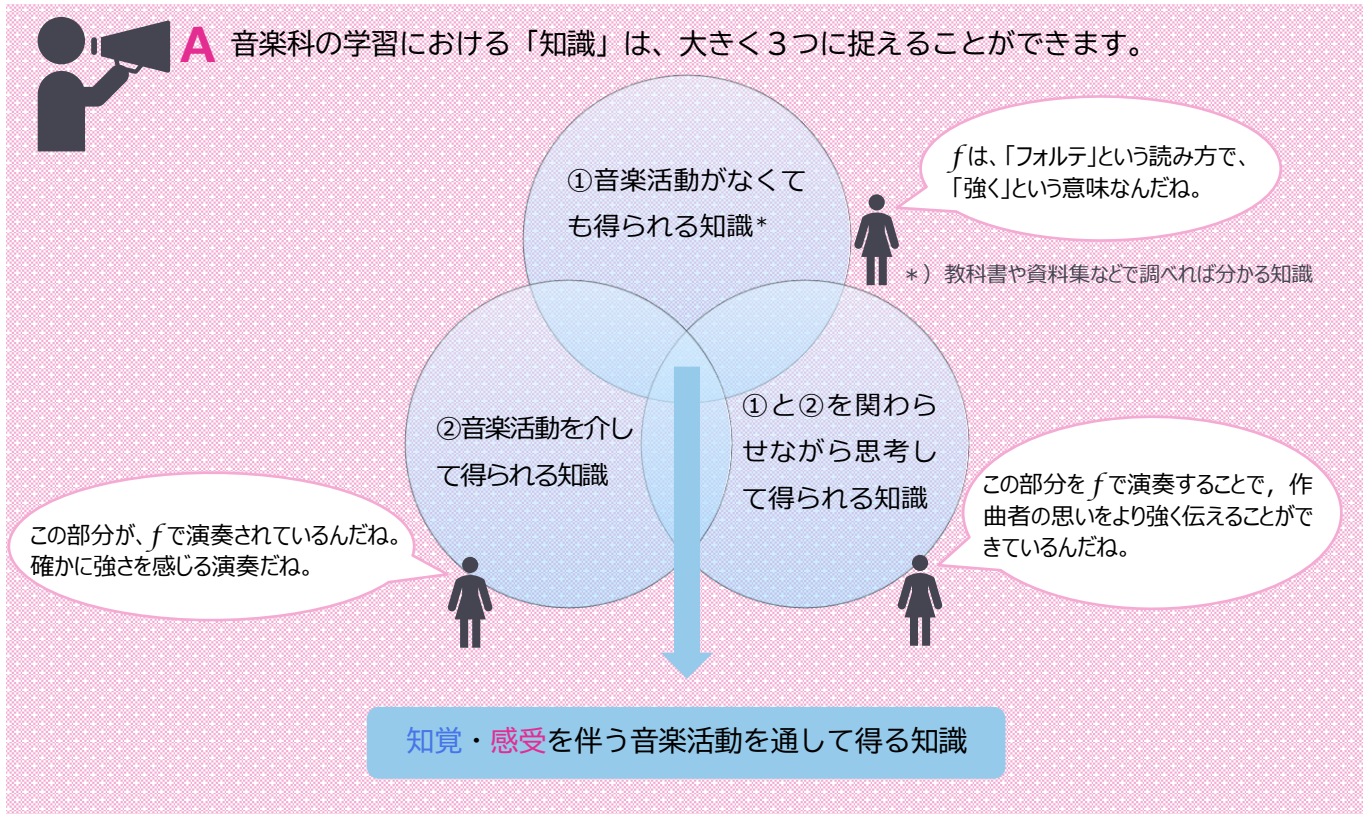 A 音楽科の学習における「知識」は、大きく３つに捉えることができます。
①音楽活動がなくて
も得られる知識*
fは、「フォルテ」という読み方で、
「強く」という意味なんだね。
＊）教科書や資料集などで調べれば分かる知識
②音楽活動を介し
て得られる知識
①と②を関わら
せながら思考し
て得られる知識
この部分が、fで演奏されているんだね。
確かに強さを感じる演奏だね。
この部分をfで演奏することで，作
曲者の思いをより強く伝えることがで
きているんだね。
知覚・感受を伴う音楽活動を通して得る知識